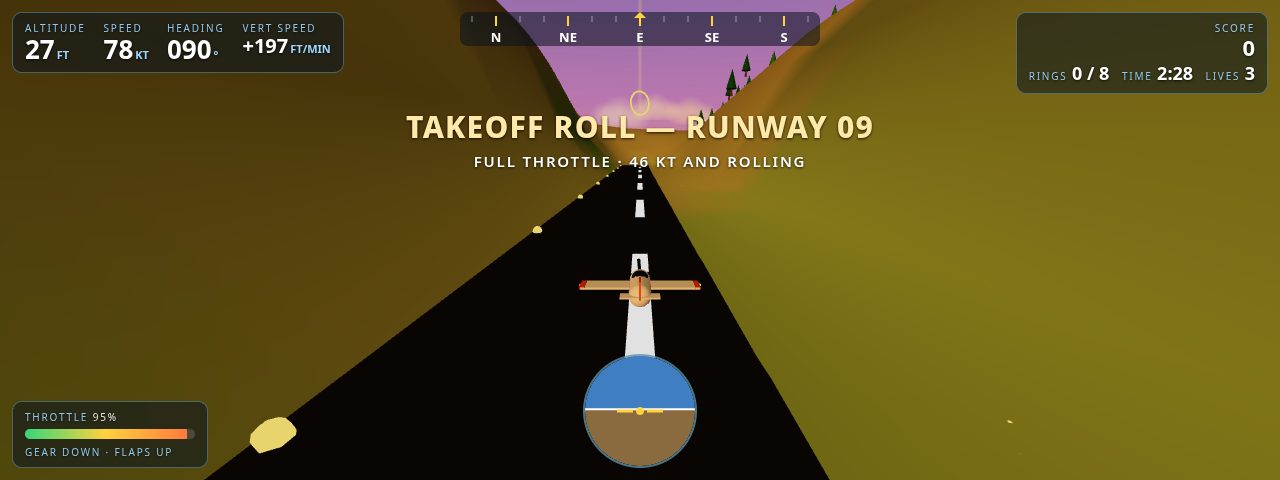 ALTITUDE SPEED HEADING VERT SPEED
27 FT 78 KT 090° +197 FT/MIN
N NE E SE S
SCORE
0
RINGS 0 / 8 TIME 2:28 LIVES 3
TAKEOFF ROLL — RUNWAY 09
FULL THROTTLE · 46 KT AND ROLLING
THROTTLE 95%
GEAR DOWN · FLAPS UP